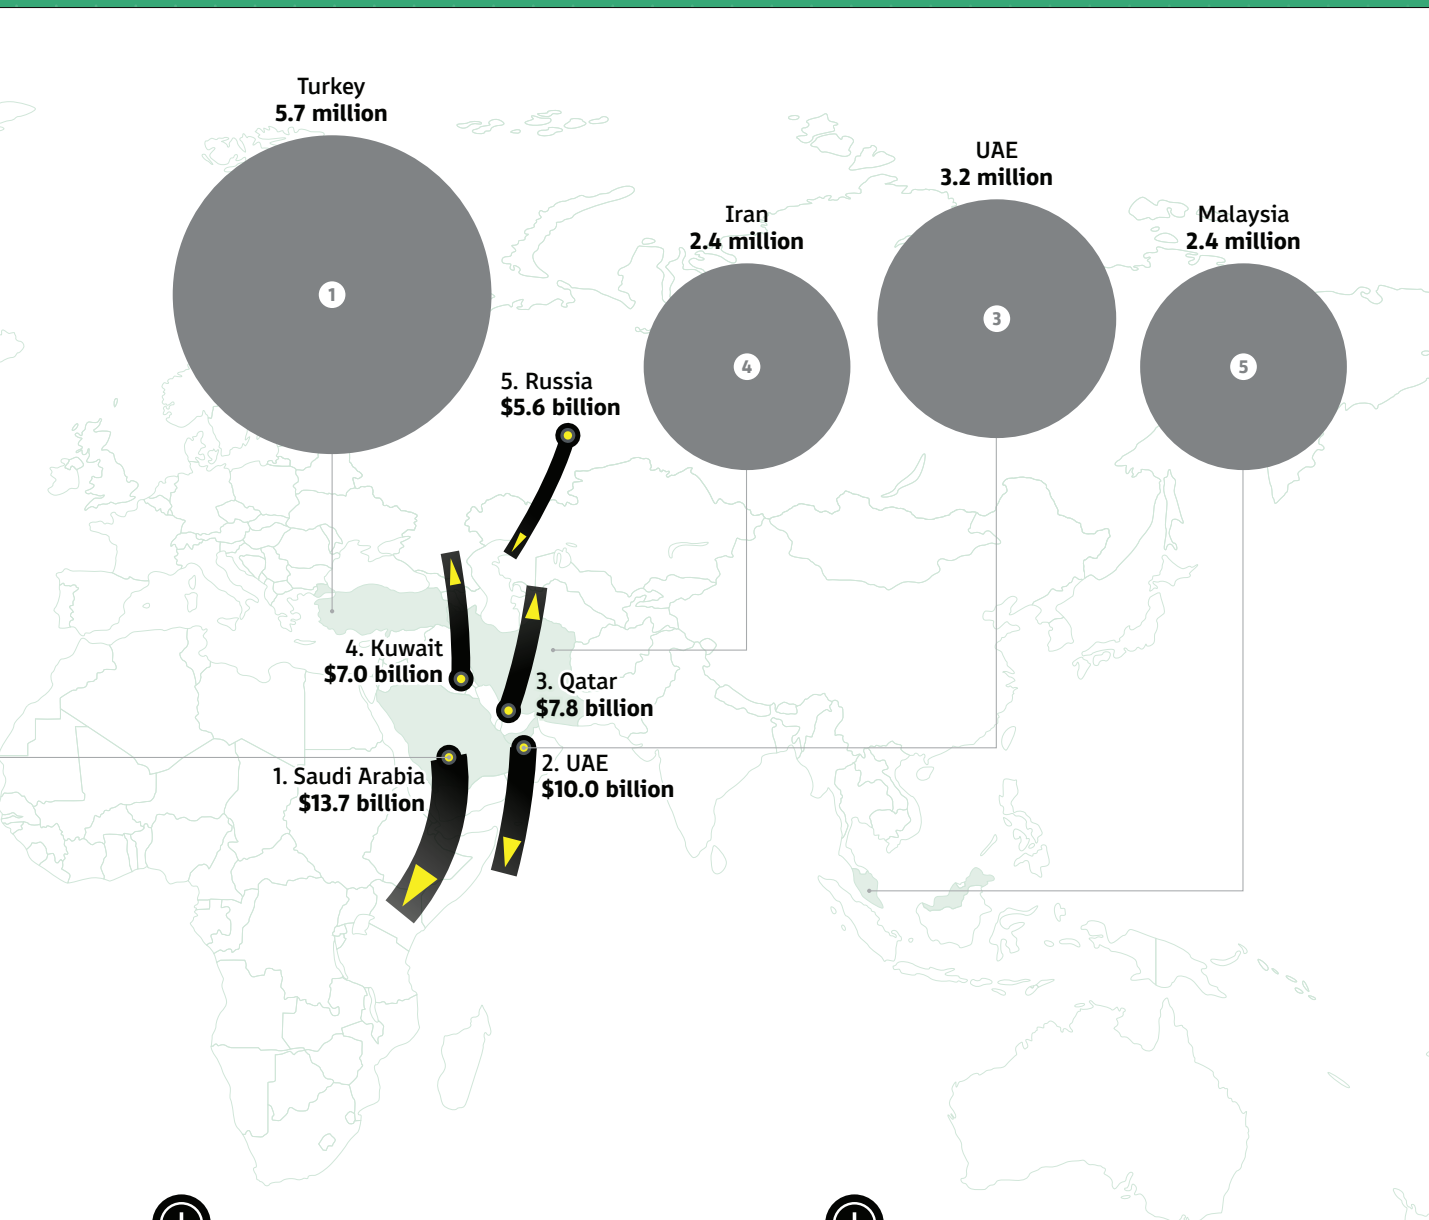 Turkey
5.7 million
1
UAE
3.2 million
3
Iran
2.4 million
4
Malaysia
2.4 million
5
5. Russia
$5.6 billion
4. Kuwait
$7.0 billion
3. Qatar
$7.8 billion
1. Saudi Arabia
$13.7 billion
2. UAE
$10.0 billion